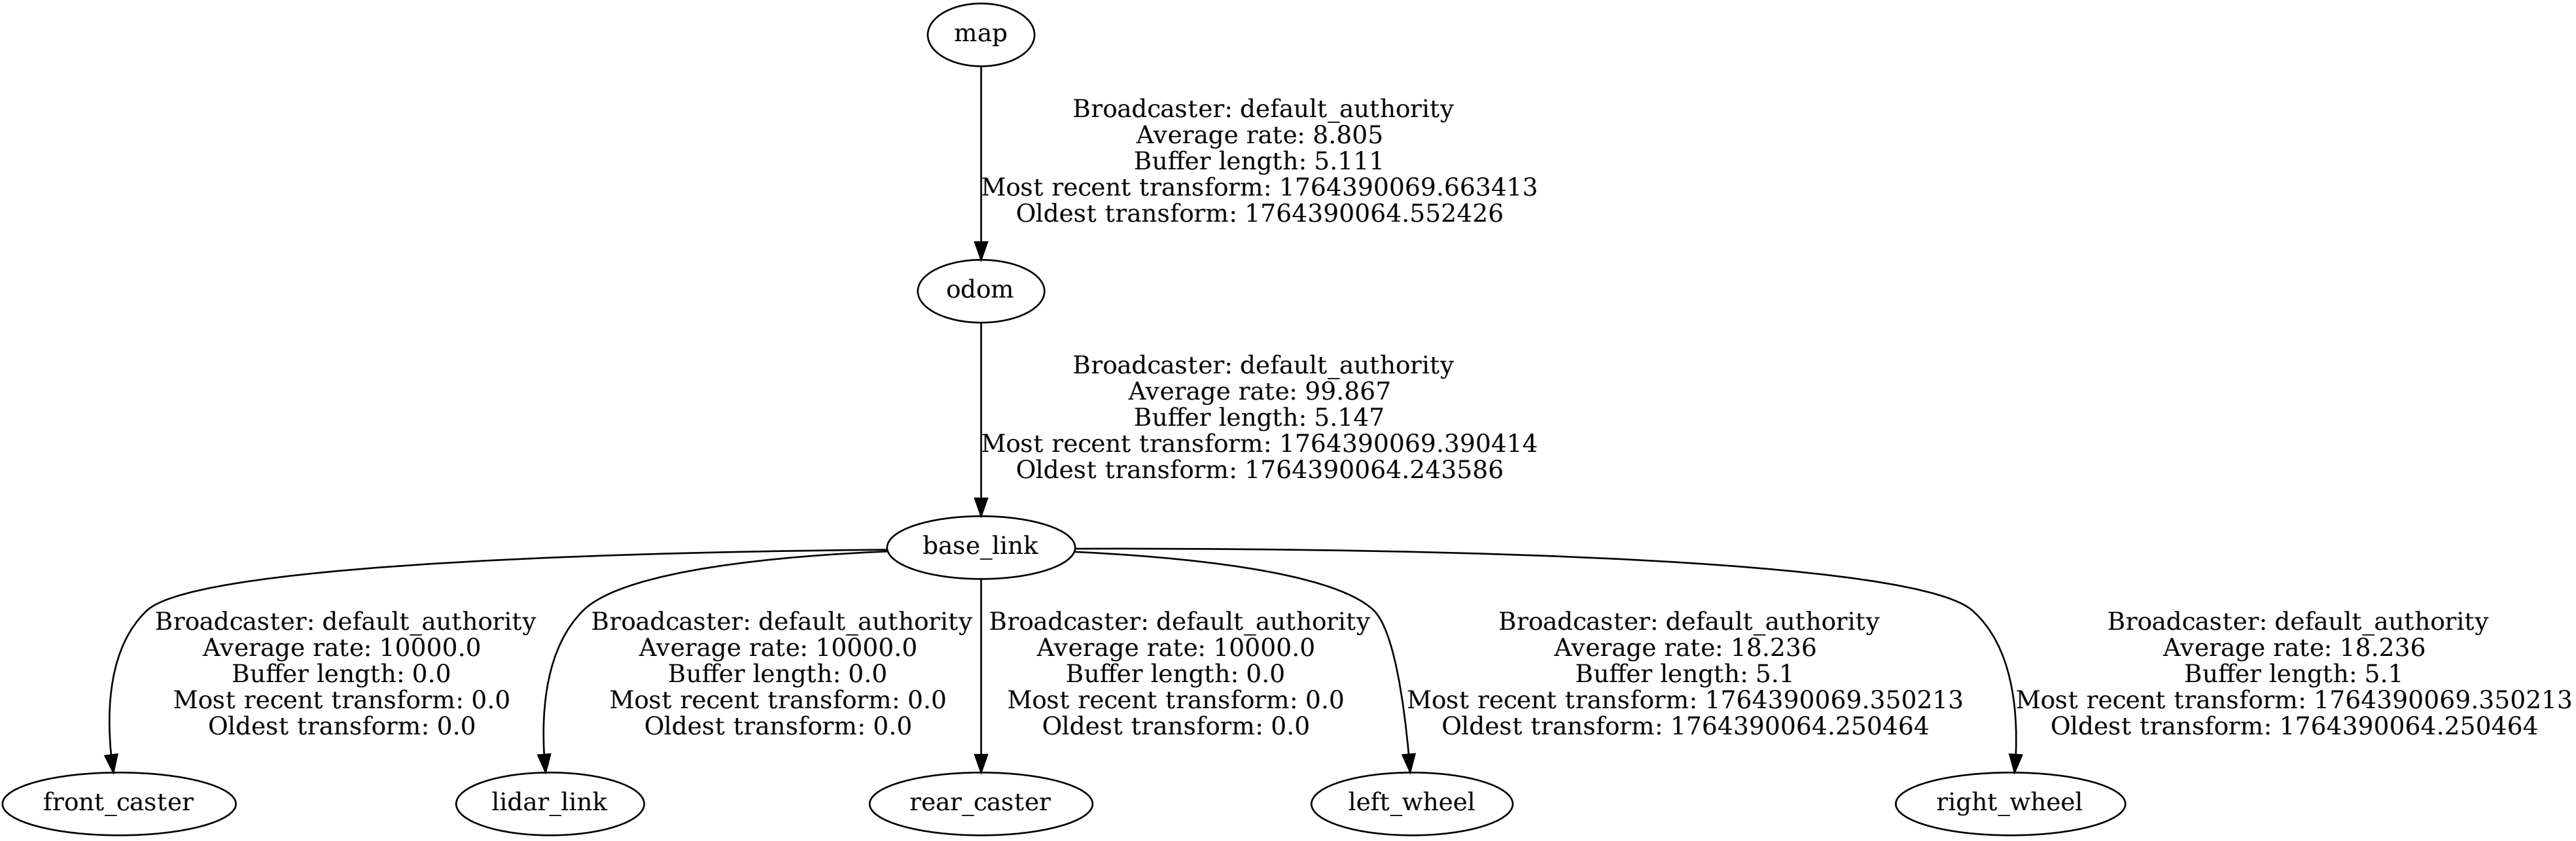 map
Broadcaster: default_authority
Average rate: 8.805
Buffer length: 5.111
Most recent transform: 1764390069.663413
Oldest transform: 1764390064.552426
odom
Broadcaster: default_authority
Average rate: 99.867
Buffer length: 5.147
Most recent transform: 1764390069.390414
Oldest transform: 1764390064.243586
base_link
Broadcaster: default_authority
Average rate: 10000.0
Buffer length: 0.0
Most recent transform: 0.0
Oldest transform: 0.0
Broadcaster: default_authority
Average rate: 10000.0
Buffer length: 0.0
Most recent transform: 0.0
Oldest transform: 0.0
Broadcaster: default_authority
Average rate: 10000.0
Buffer length: 0.0
Most recent transform: 0.0
Oldest transform: 0.0
Broadcaster: default_authority
Average rate: 18.236
Buffer length: 5.1
Most recent transform: 1764390069.350213
Oldest transform: 1764390064.250464
Broadcaster: default_authority
Average rate: 18.236
Buffer length: 5.1
Most recent transform: 1764390069.350213
Oldest transform: 1764390064.250464
front_caster
lidar_link
rear_caster
left_wheel
right_wheel